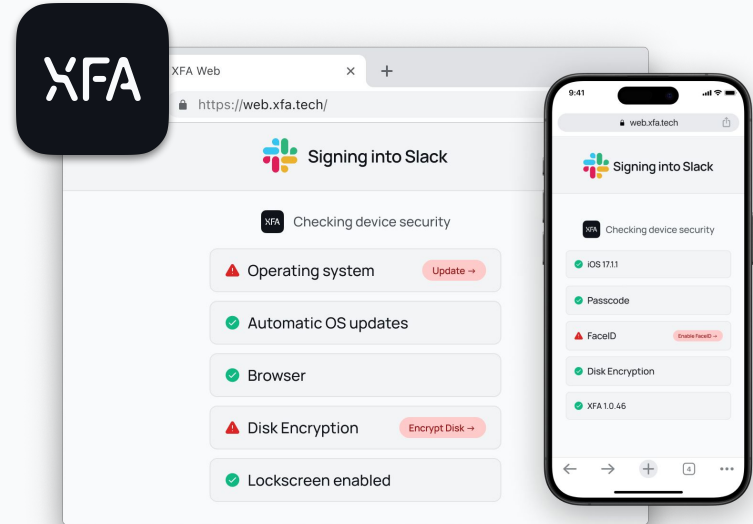 XFA
XFA Web
https://web.xfa.tech/
Signing into Slack
XFA Checking device security
Operating system Update →
Automatic OS updates
Browser
Disk Encryption Encrypt Disk →
Lockscreen enabled
9:41
web.xfa.tech
Signing into Slack
XFA Checking device security
iOS 17.1.1
Passcode
FaceID Enable FaceID →
Disk Encryption
XFA 1.0.46
4